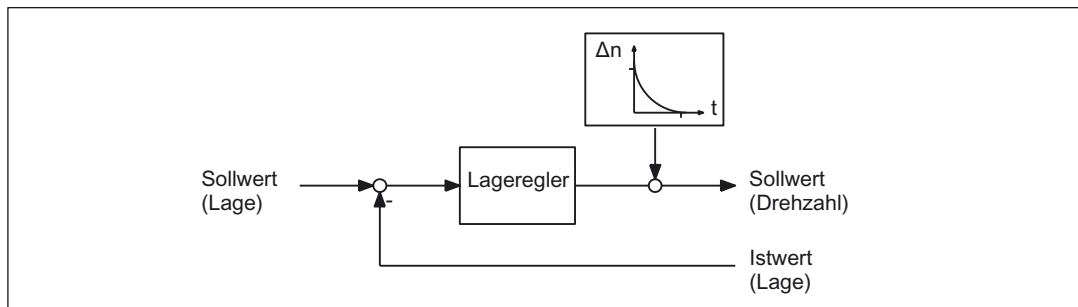 Δn
t
Sollwert
(Lage)
-
Lageregler
Sollwert
(Drehzahl)
Istwert
(Lage)